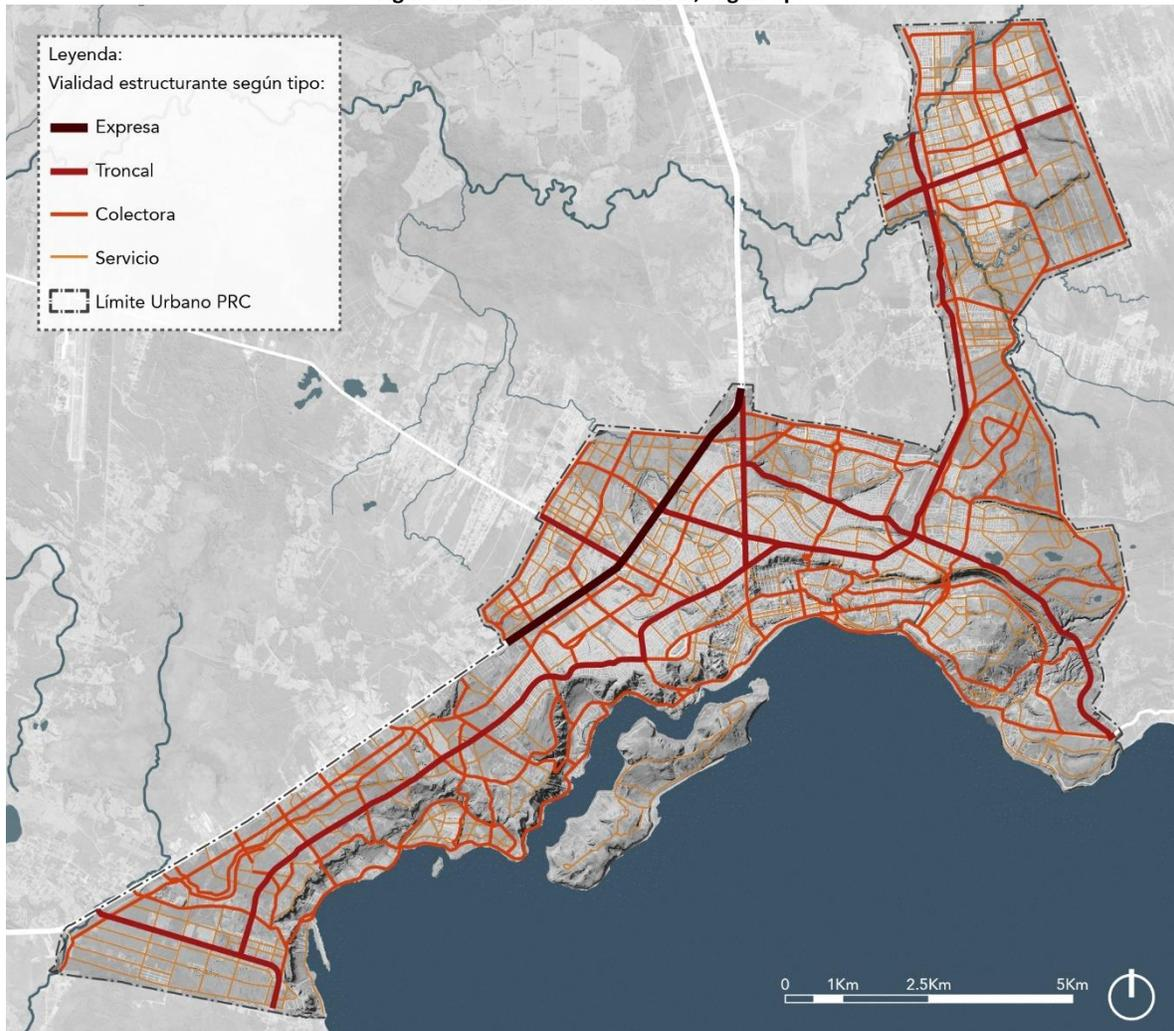 Leyenda:
Vialidad estructurante según tipo:
Expresa
Troncal
Colectora
Servicio
Límite Urbano PRC
0 1Km 2.5Km 5Km